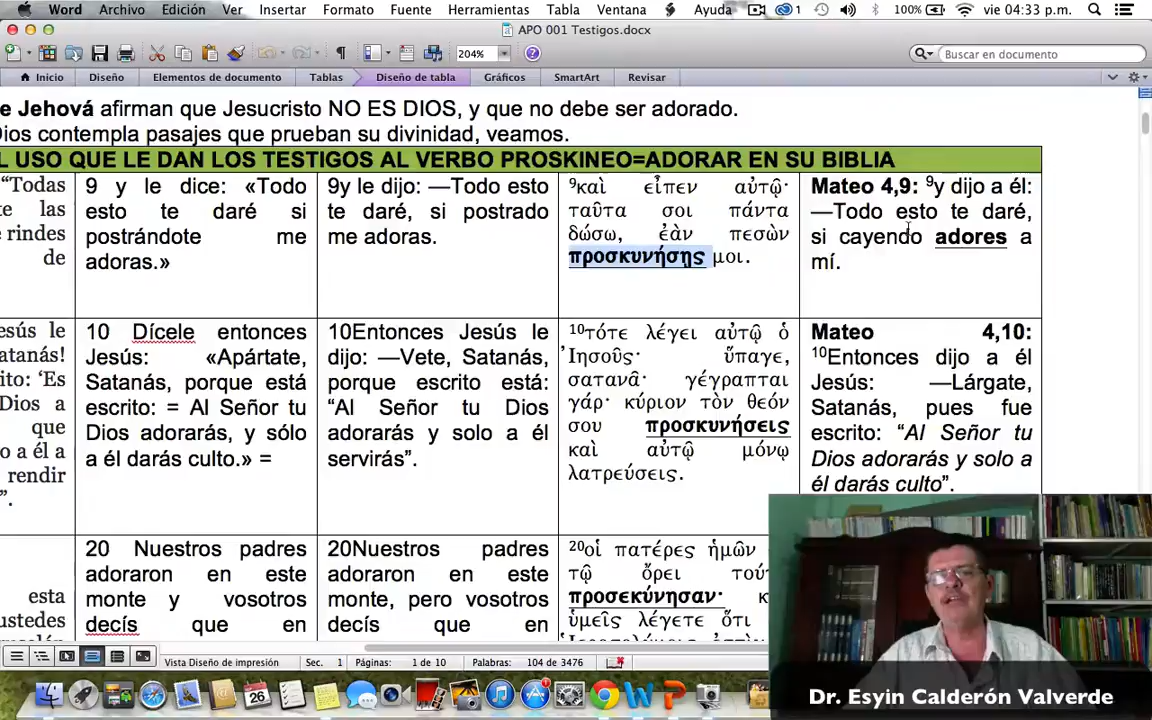 Word Archivo Edición Ver Insertar Formato Fuente Herramientas Tabla Ventana Ayuda 1 100% vie 04:33 p.m.
APO 001 Testigos.docx
204% Buscar en documento
Inicio Diseño Elementos de documento Tablas Diseño de tabla Gráficos SmartArt Revisar
e Jehová afirman que Jesucristo NO ES DIOS, y que no debe ser adorado.
Dios contempla pasajes que prueban su divinidad, veamos.
L USO QUE LE DAN LOS TESTIGOS AL VERBO PROSKINEO=ADORAR EN SU BIBLIA
“Todas
te las
e rindes
de
9 y le dice: «Todo
esto te daré si
postrándote me
adoras.»
9y le dijo: —Todo esto
te daré, si postrado
me adoras.
⁹καὶ εἶπεν αὐτῷ·
ταῦτα σοι πάντα
δώσω, ἐὰν πεσὼν
προσκυνήσῃς μοι.
Mateo 4,9: ⁹y dijo a él:
—Todo esto te daré,
si cayendo adores a
mí.
esús le
atanás!
rito: ‘Es
Dios a
que
o a él a
rendir
”.
10 Dícele entonces
Jesús: «Apártate,
Satanás, porque está
escrito: = Al Señor tu
Dios adorarás, y sólo
a él darás culto.» =
10Entonces Jesús le
dijo: —Vete, Satanás,
porque escrito está:
“Al Señor tu Dios
adorarás y solo a él
servirás”.
¹⁰τότε λέγει αὐτῷ ὁ
Ἰησοῦς· ὕπαγε,
σατανᾶ· γέγραπται
γάρ· κύριον τὸν θεόν
σου προσκυνήσεις
καὶ αὐτῷ μόνῳ
λατρεύσεις.
Mateo 4,10:
¹⁰Entonces dijo a él
Jesús: —Lárgate,
Satanás, pues fue
escrito: “Al Señor tu
Dios adorarás y solo a
él darás culto”.
esta
ustedes
20 Nuestros padres
adoraron en este
monte y vosotros
decís que en
20Nuestros padres
adoraron en este
monte, pero vosotros
decís que en
²⁰οἱ πατέρες ἡμῶν
τῷ ὄρει
προσεκύνησαν·
ὑμεῖς λέγετε ὅτι
Vista Diseño de impresión Sec. 1 Páginas: 1 de 10 Palabras: 104 de 3476
Dr. Esyin Calderón Valverde